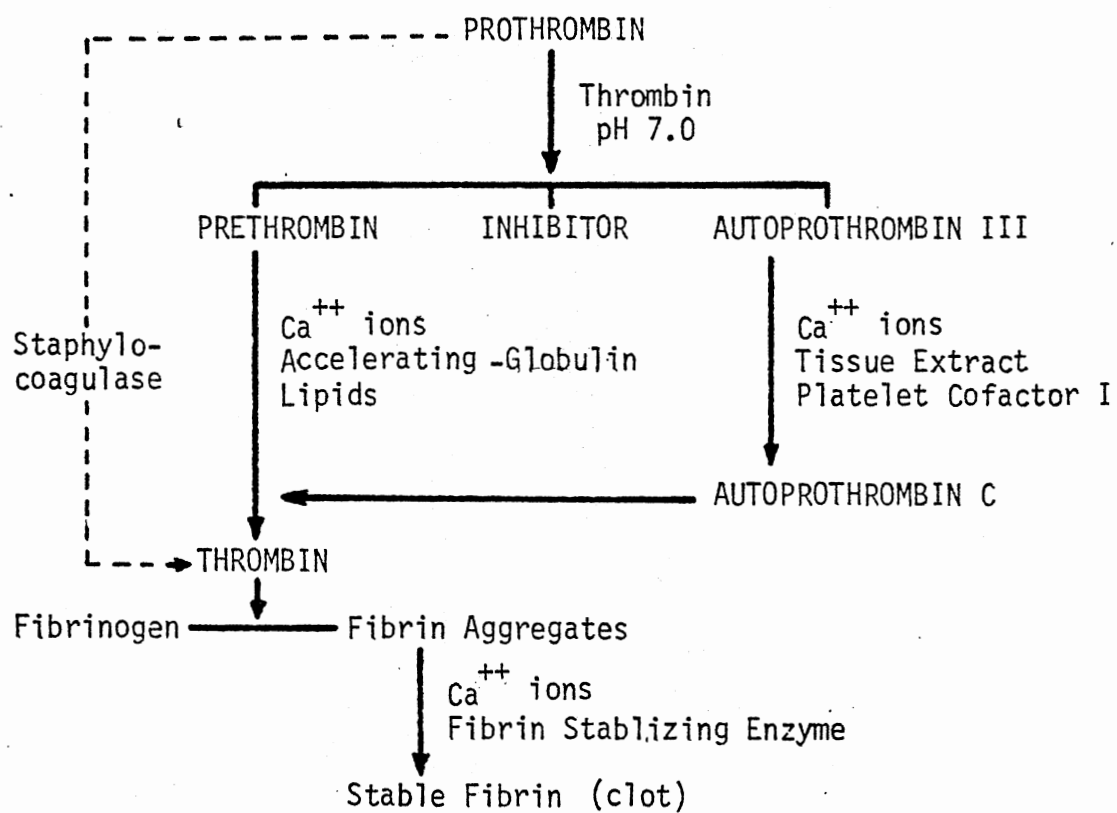 PROTHROMBIN
Thrombin
pH 7.0
PRETHROMBIN INHIBITOR AUTOPROTHROMBIN III
Ca++ ions
Accelerating -Globulin
Lipids
Ca++ ions
Tissue Extract
Platelet Cofactor I
Staphylo-
coagulase
AUTOPROTHROMBIN C
THROMBIN
Fibrinogen Fibrin Aggregates
Ca++ ions
Fibrin Stablizing Enzyme
Stable Fibrin (clot)